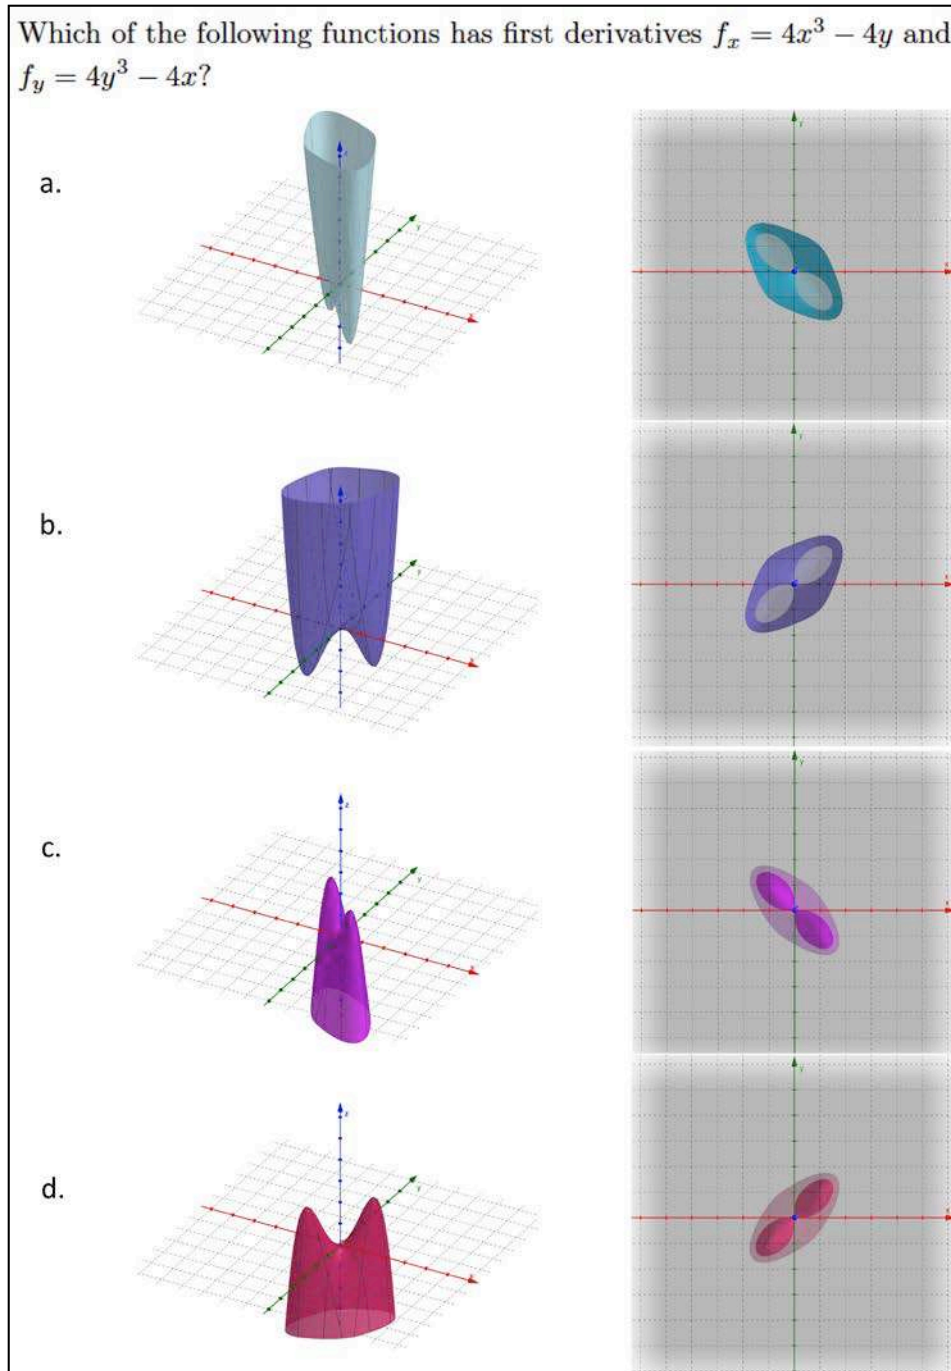 Which of the following functions has first derivatives $f_x = 4x^3 - 4y$ and
$f_y = 4y^3 - 4x$?
a.
z
y
x
y
x
b.
z
y
x
y
x
c.
z
y
x
y
x
d.
z
y
x
y
x